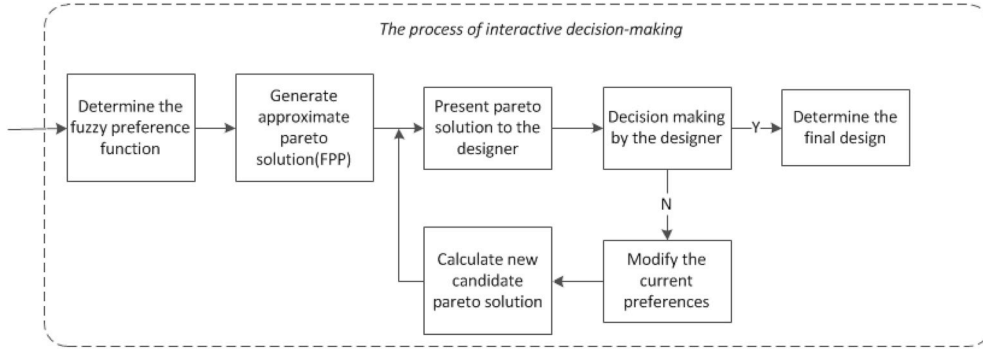 The process of interactive decision-making
Determine the
fuzzy preference
function
Generate
approximate
pareto
solution(FPP)
Present pareto
solution to the
designer
Decision making
by the designer
Y
Determine the
final design
N
Calculate new
candidate
pareto solution
Modify the
current
preferences